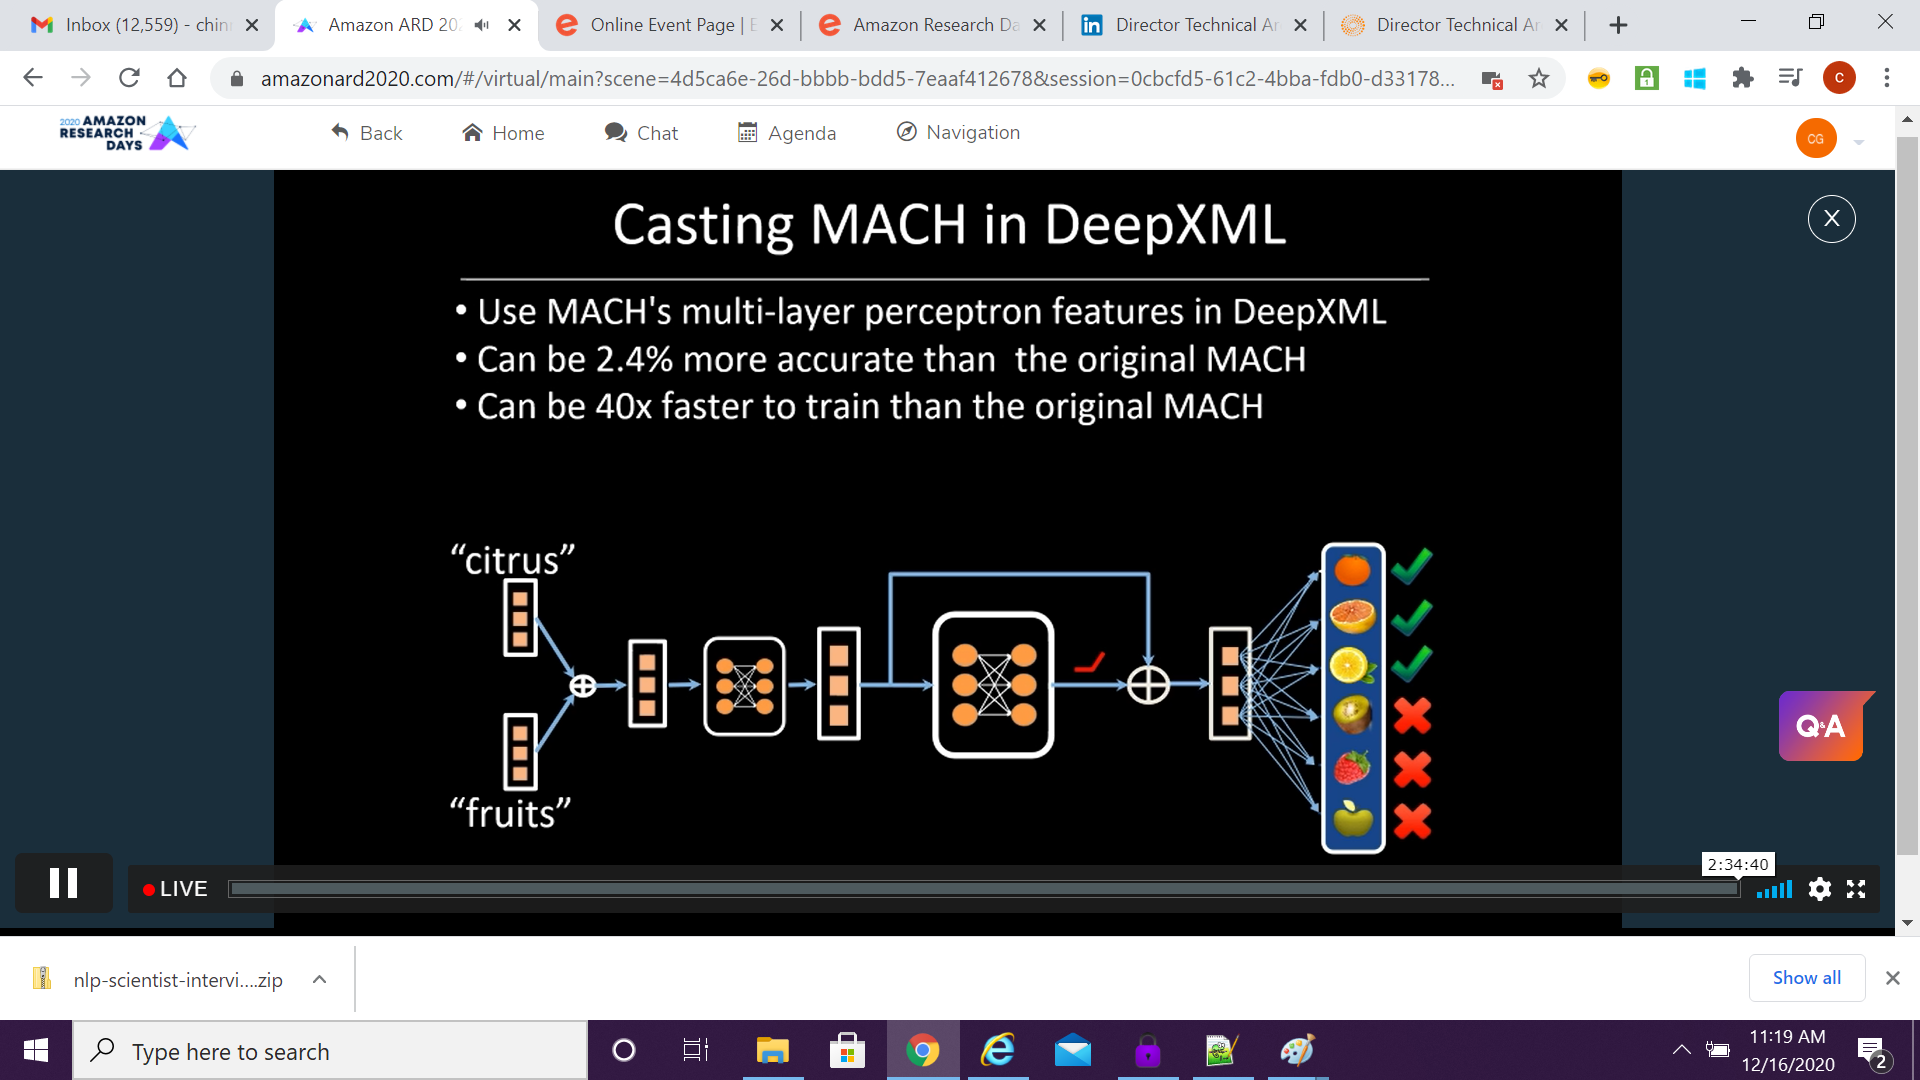 Inbox (12,559) - chin
Amazon ARD 20
Online Event Page | E
Amazon Research Da
Director Technical Ar
Director Technical Ar
amazonard2020.com/#/virtual/main?scene=4d5ca6e-26d-bbbb-bdd5-7eaaf412678&session=0cbcfd5-61c2-4bba-fdb0-d33178...
C
2020 AMAZON
RESEARCH
DAYS
Back
Home
Chat
Agenda
Navigation
CG
Casting MACH in DeepXML
X
• Use MACH's multi-layer perceptron features in DeepXML
• Can be 2.4% more accurate than the original MACH
• Can be 40x faster to train than the original MACH
“citrus”
“fruits”
Q&A
2:34:40
LIVE
nlp-scientist-intervi....zip
Show all
Type here to search
11:19 AM
12/16/2020
2